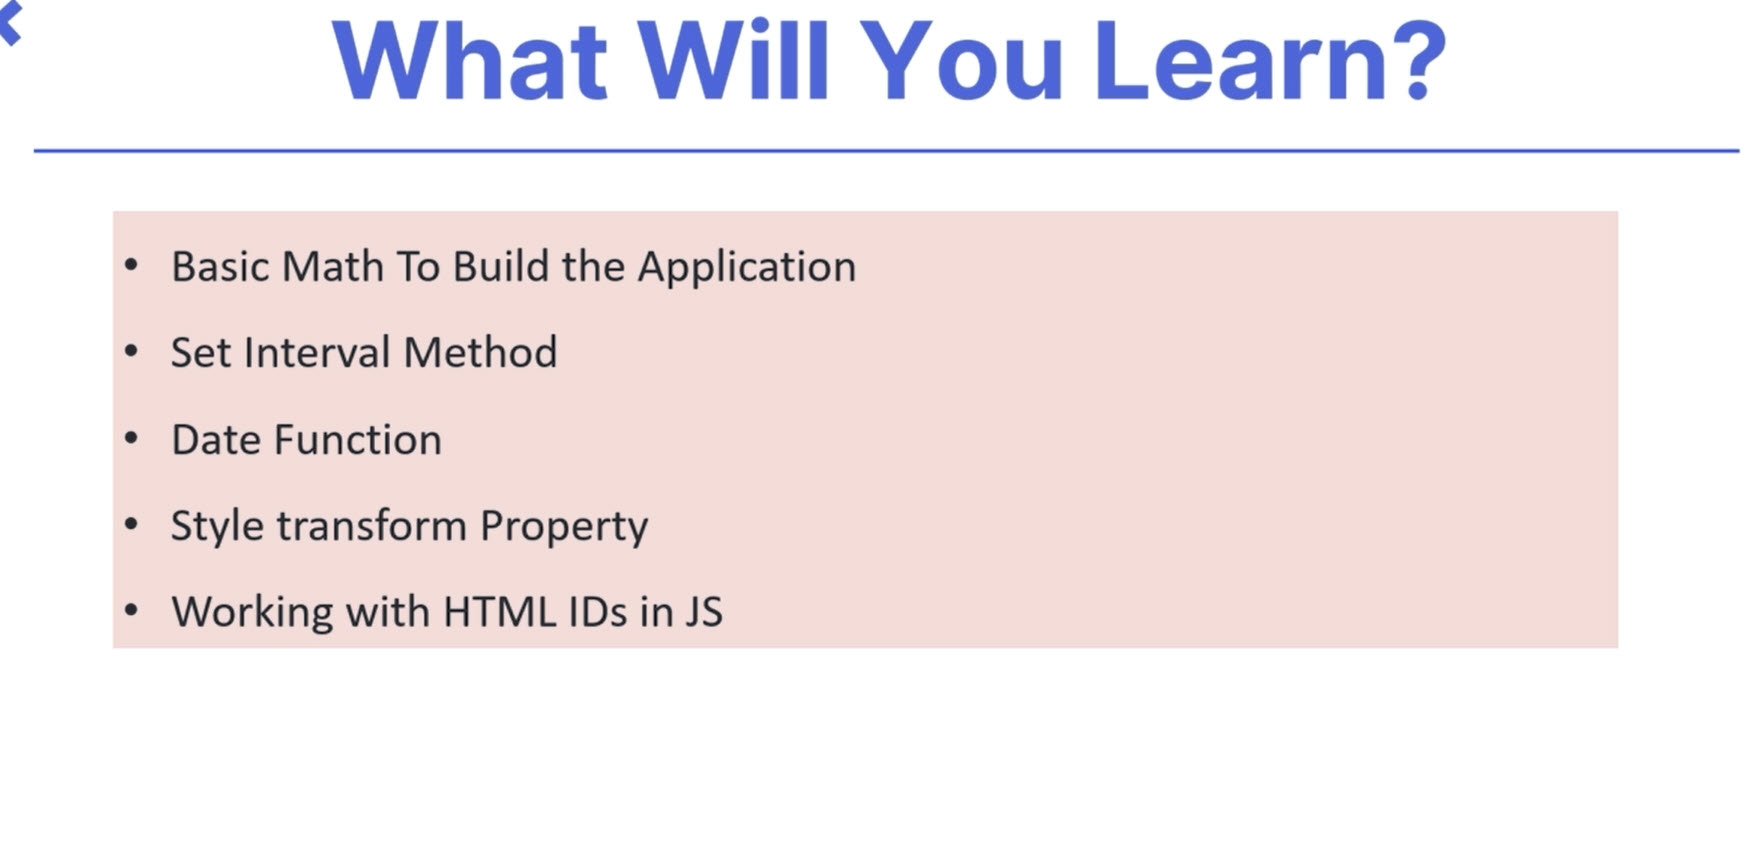 What Will You Learn?
• Basic Math To Build the Application
• Set Interval Method
• Date Function
• Style transform Property
• Working with HTML IDs in JS